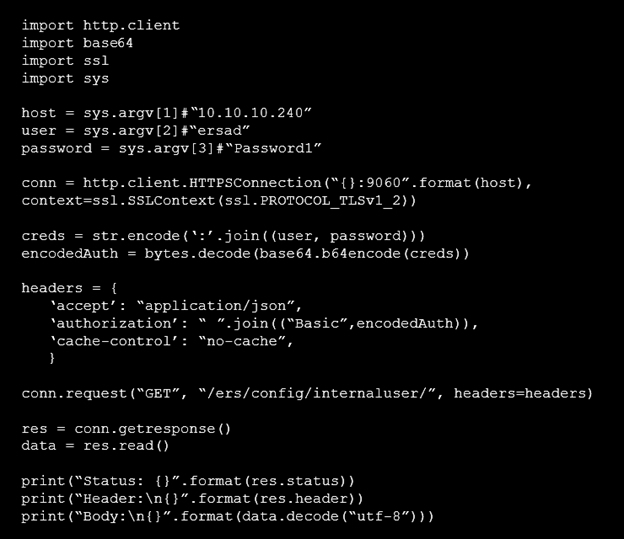 import http.client
import base64
import ssl
import sys
host = sys.argv[1]#“10.10.10.240”
user = sys.argv[2]#“ersad”
password = sys.argv[3]#“Password1”
conn = http.client.HTTPSConnection(“{}:9060”.format(host),
context=ssl.SSLContext(ssl.PROTOCOL_TLSv1_2))
creds = str.encode(‘:’.join((user, password)))
encodedAuth = bytes.decode(base64.b64encode(creds))
headers = {
‘accept’: “application/json”,
‘authorization’: “ ”.join((“Basic”,encodedAuth)),
‘cache-control’: “no-cache”,
}
conn.request(“GET”, “/ers/config/internaluser/”, headers=headers)
res = conn.getresponse()
data = res.read()
print(“Status: {}”.format(res.status))
print(“Header:\n{}”.format(res.header))
print(“Body:\n{}”.format(data.decode(“utf-8”)))